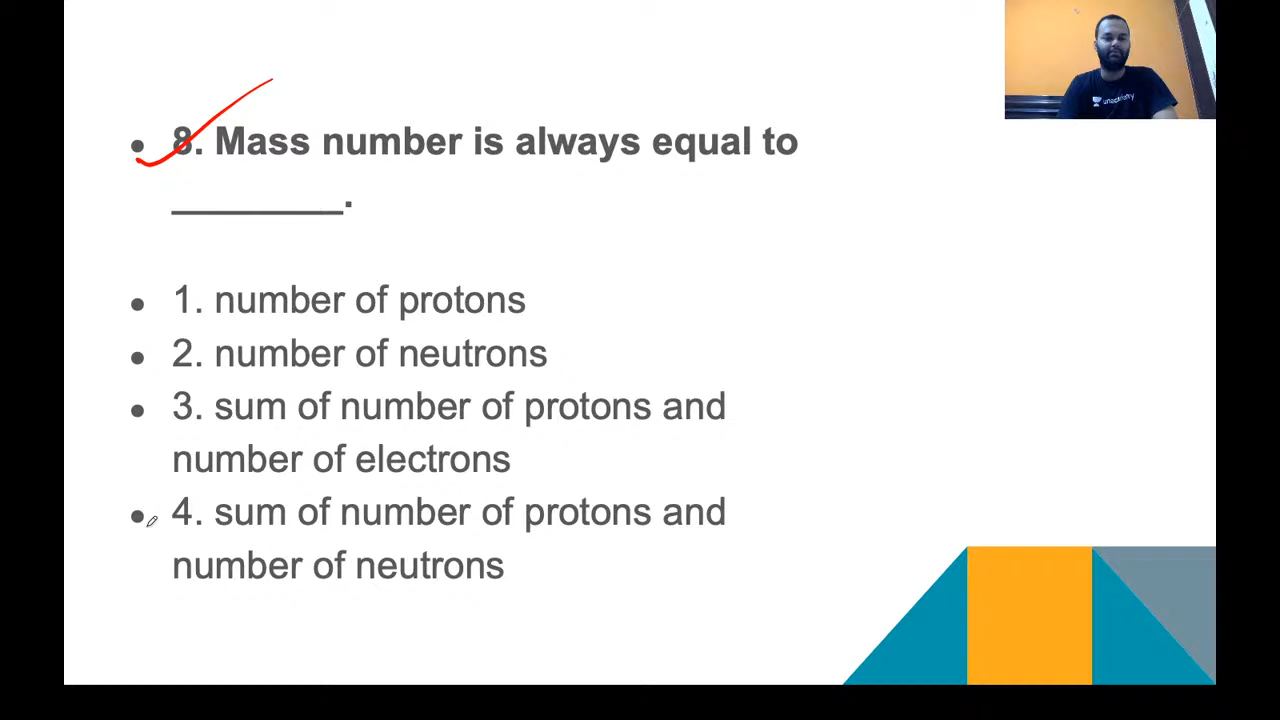 8. Mass number is always equal to
________.
1. number of protons
2. number of neutrons
3. sum of number of protons and
number of electrons
4. sum of number of protons and
number of neutrons